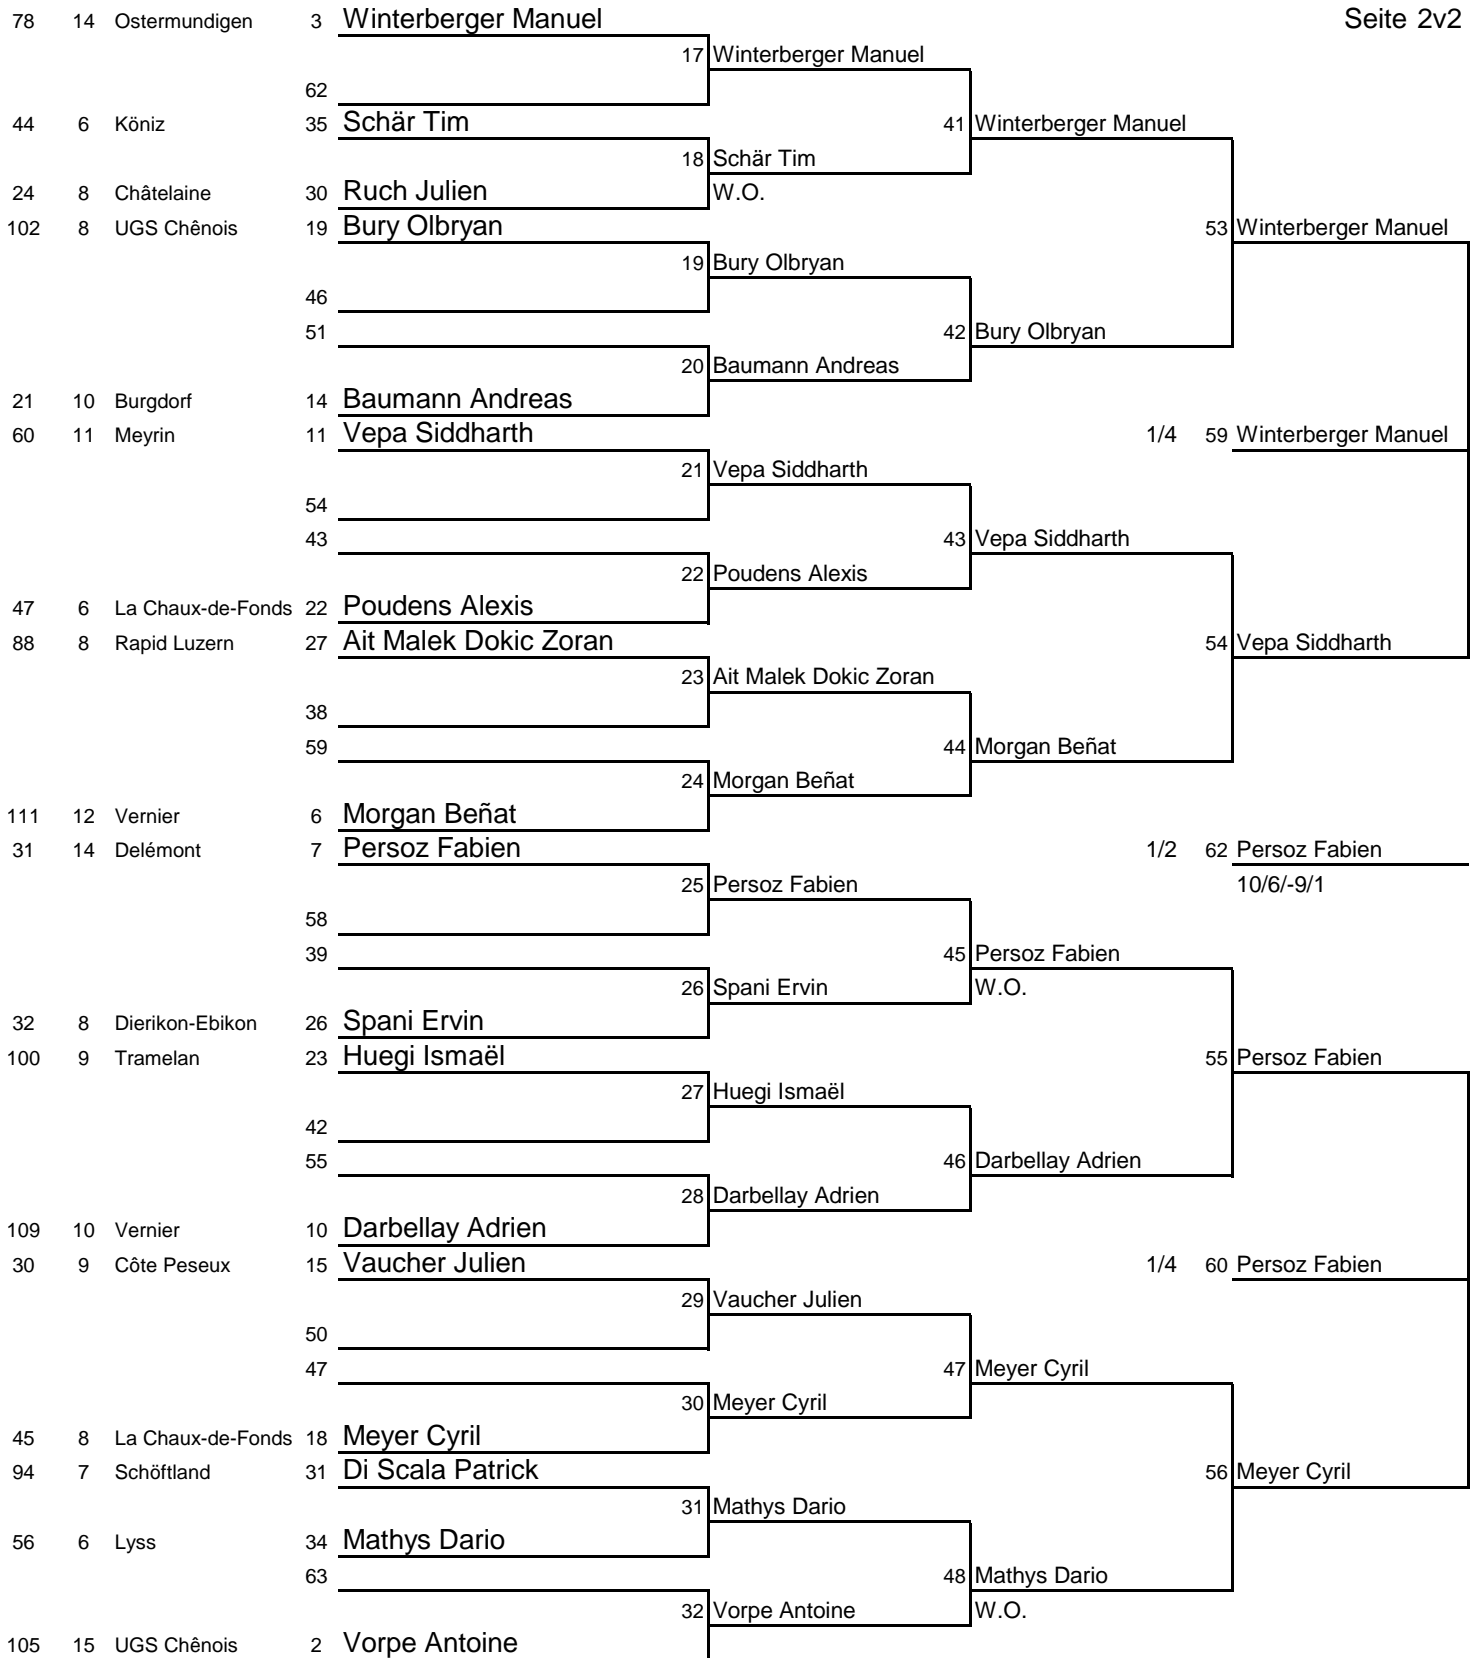 78 14 Ostermundigen 3 Winterberger Manuel Seite 2v2
17 Winterberger Manuel
62
44 6 Köniz 35 Schär Tim 41 Winterberger Manuel
18 Schär Tim
24 8 Châtelaine 30 Ruch Julien W.O.
102 8 UGS Chênois 19 Bury Olbryan 53 Winterberger Manuel
19 Bury Olbryan
46
51 42 Bury Olbryan
20 Baumann Andreas
21 10 Burgdorf 14 Baumann Andreas
60 11 Meyrin 11 Vepa Siddharth 1/4 59 Winterberger Manuel
21 Vepa Siddharth
54
43 43 Vepa Siddharth
22 Poudens Alexis
47 6 La Chaux-de-Fonds 22 Poudens Alexis
88 8 Rapid Luzern 27 Ait Malek Dokic Zoran 54 Vepa Siddharth
23 Ait Malek Dokic Zoran
38
59 44 Morgan Beñat
24 Morgan Beñat
111 12 Vernier 6 Morgan Beñat
31 14 Delémont 7 Persoz Fabien 1/2 62 Persoz Fabien
25 Persoz Fabien 10/6/-9/1
58
39 45 Persoz Fabien
26 Spani Ervin W.O.
32 8 Dierikon-Ebikon 26 Spani Ervin
100 9 Tramelan 23 Huegi Ismaël 55 Persoz Fabien
27 Huegi Ismaël
42
55 46 Darbellay Adrien
28 Darbellay Adrien
109 10 Vernier 10 Darbellay Adrien
30 9 Côte Peseux 15 Vaucher Julien 1/4 60 Persoz Fabien
29 Vaucher Julien
50
47 47 Meyer Cyril
30 Meyer Cyril
45 8 La Chaux-de-Fonds 18 Meyer Cyril
94 7 Schöftland 31 Di Scala Patrick 56 Meyer Cyril
31 Mathys Dario
56 6 Lyss 34 Mathys Dario
63 48 Mathys Dario
32 Vorpe Antoine W.O.
105 15 UGS Chênois 2 Vorpe Antoine